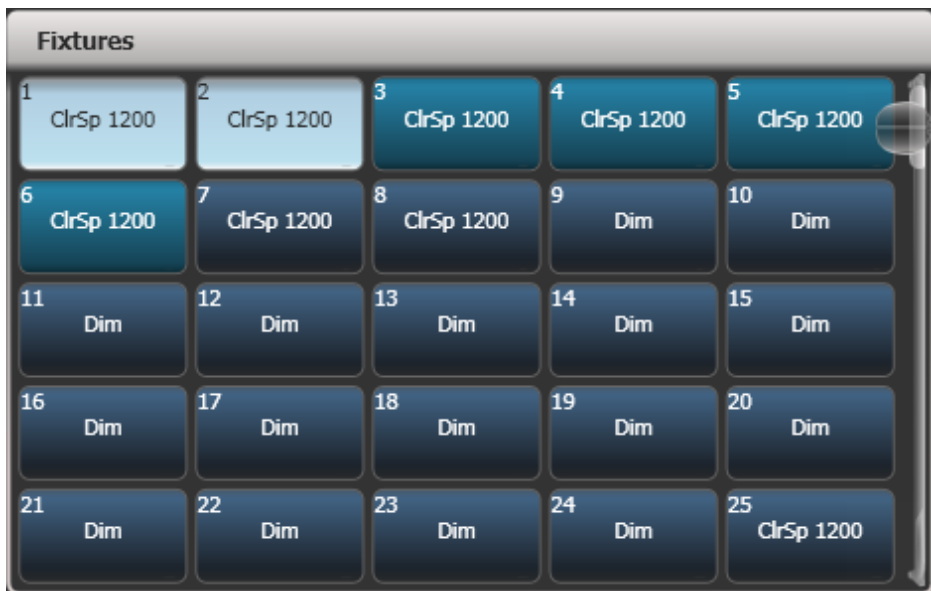 Fixtures
1 ClrSp 1200
2 ClrSp 1200
3 ClrSp 1200
4 ClrSp 1200
5 ClrSp 1200
6 ClrSp 1200
7 ClrSp 1200
8 ClrSp 1200
9 Dim
10 Dim
11 Dim
12 Dim
13 Dim
14 Dim
15 Dim
16 Dim
17 Dim
18 Dim
19 Dim
20 Dim
21 Dim
22 Dim
23 Dim
24 Dim
25 ClrSp 1200